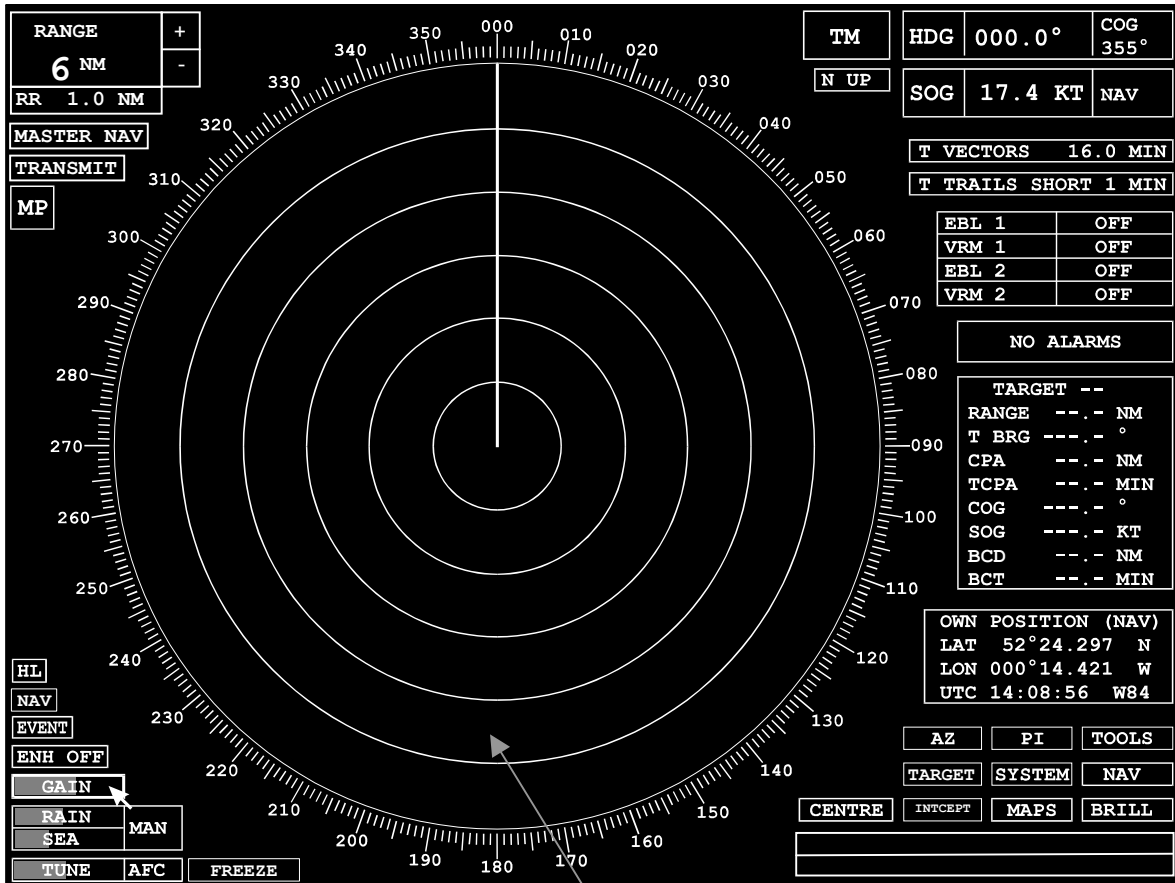 RANGE
6 NM
+
-
RR 1.0 NM
MASTER NAV
TRANSMIT
MP
000
010
020
030
040
050
060
070
080
090
100
110
120
130
140
150
160
170
180
190
200
210
220
230
240
250
260
270
280
290
300
310
320
330
340
350
TM
N UP
HDG 000.0° COG 355°
SOG 17.4 KT NAV
T VECTORS 16.0 MIN
T TRAILS SHORT 1 MIN
EBL 1 OFF
VRM 1 OFF
EBL 2 OFF
VRM 2 OFF
NO ALARMS
TARGET --
RANGE --.- NM
T BRG ---.- °
CPA --.- NM
TCPA --.- MIN
COG ---.- °
SOG ---.- KT
BCD --.- NM
BCT --.- MIN
OWN POSITION (NAV)
LAT 52°24.297 N
LON 000°14.421 W
UTC 14:08:56 W84
HL
NAV
EVENT
ENH OFF
GAIN
RAIN
SEA
MAN
TUNE AFC FREEZE
AZ PI TOOLS
TARGET SYSTEM NAV
CENTRE INTCEPT MAPS BRILL